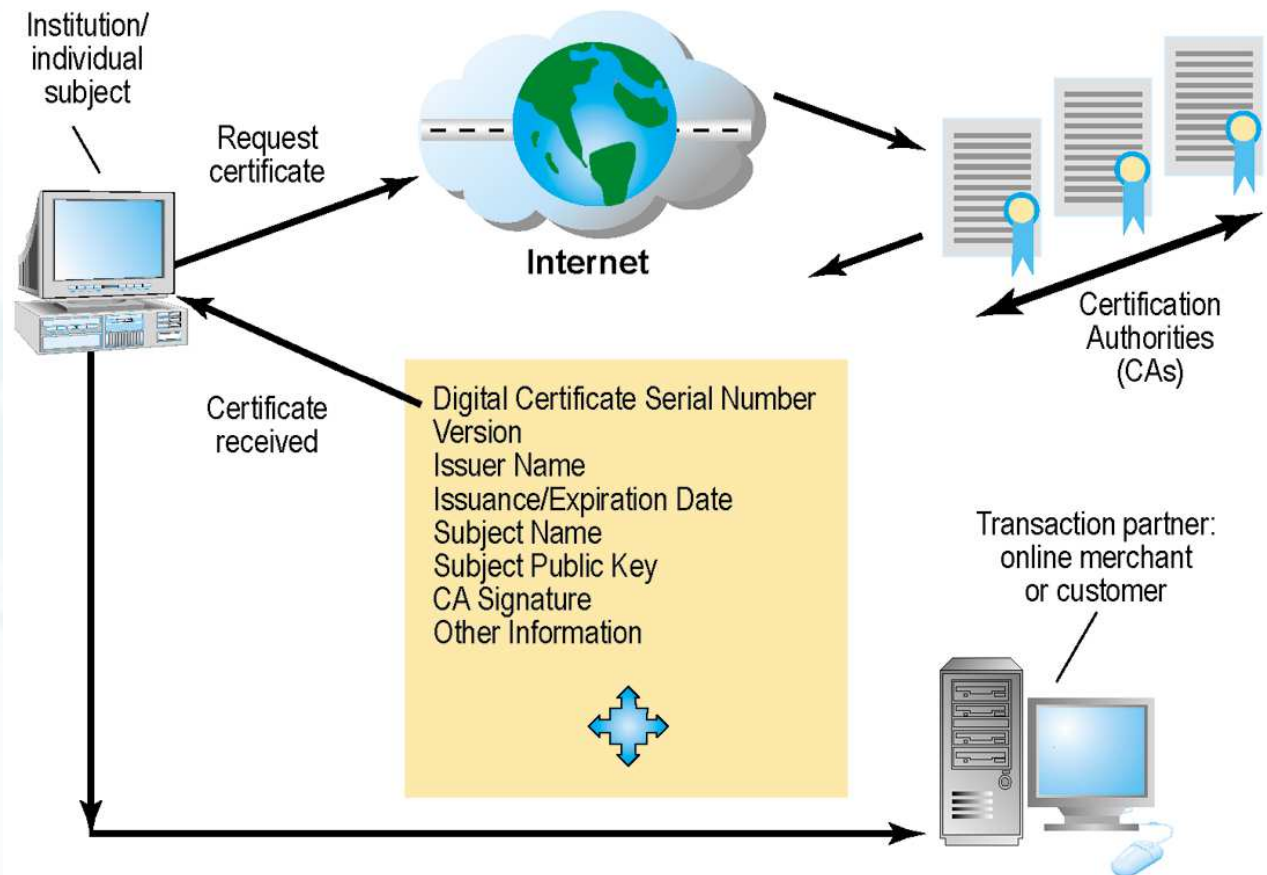 Institution/
individual
subject
Request
certificate
Internet
Certification
Authorities
(CAs)
Certificate
received
Digital Certificate Serial Number
Version
Issuer Name
Issuance/Expiration Date
Subject Name
Subject Public Key
CA Signature
Other Information
Transaction partner:
online merchant
or customer